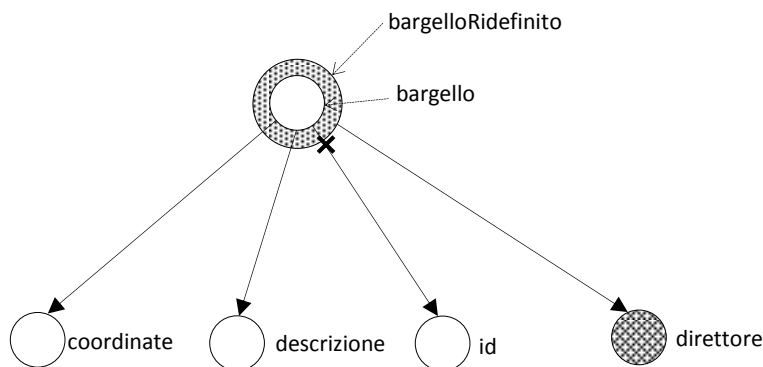 bargelloRidefinito
bargello
coordinate
descrizione
id
direttore